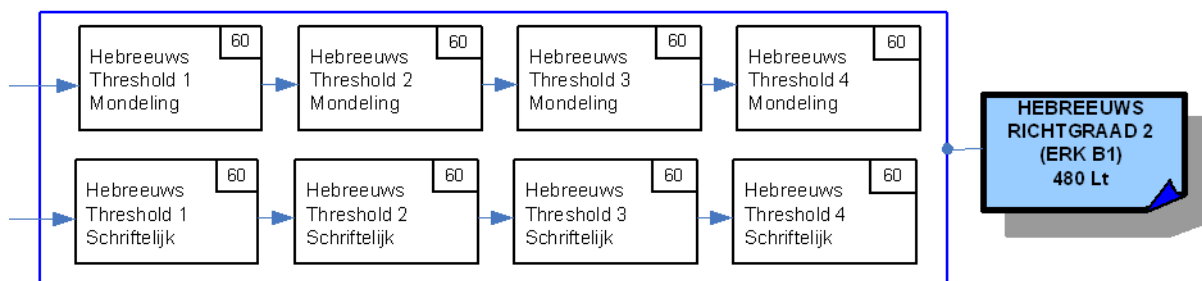 60
Hebreeuws
Threshold 1
Mondeling
60
Hebreeuws
Threshold 2
Mondeling
60
Hebreeuws
Threshold 3
Mondeling
60
Hebreeuws
Threshold 4
Mondeling
60
Hebreeuws
Threshold 1
Schriftelijk
60
Hebreeuws
Threshold 2
Schriftelijk
60
Hebreeuws
Threshold 3
Schriftelijk
60
Hebreeuws
Threshold 4
Schriftelijk
HEBREEUWS
RICHTGRAAD 2
(ERK B1)
480 Lt